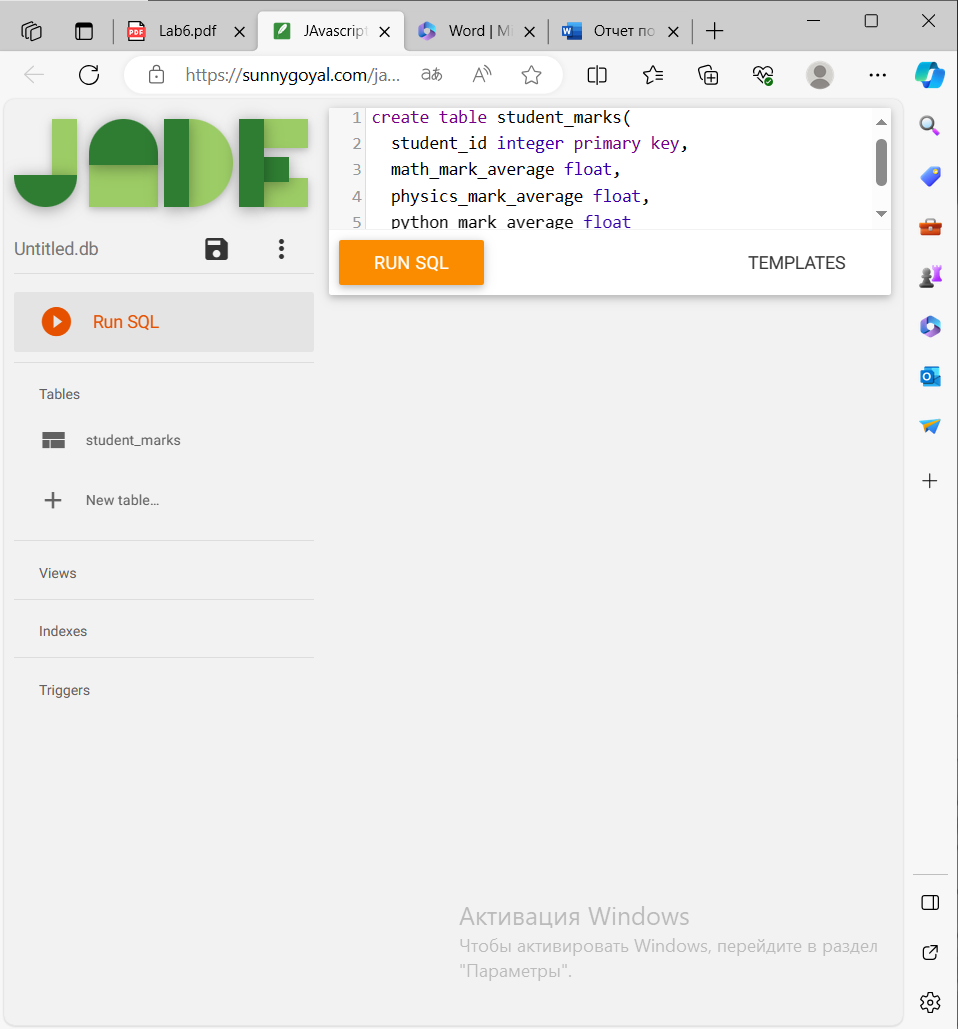 Lab6.pdf
JAvascript
Word | Mi
Отчет по
https://sunnygoyal.com/ja...
JADE
Untitled.db
Run SQL
Tables
student_marks
New table...
Views
Indexes
Triggers
1 create table student_marks(
2 student_id integer primary key,
3 math_mark_average float,
4 physics_mark_average float,
5 python_mark_average float
RUN SQL
TEMPLATES
Активация Windows
Чтобы активировать Windows, перейдите в раздел
"Параметры".